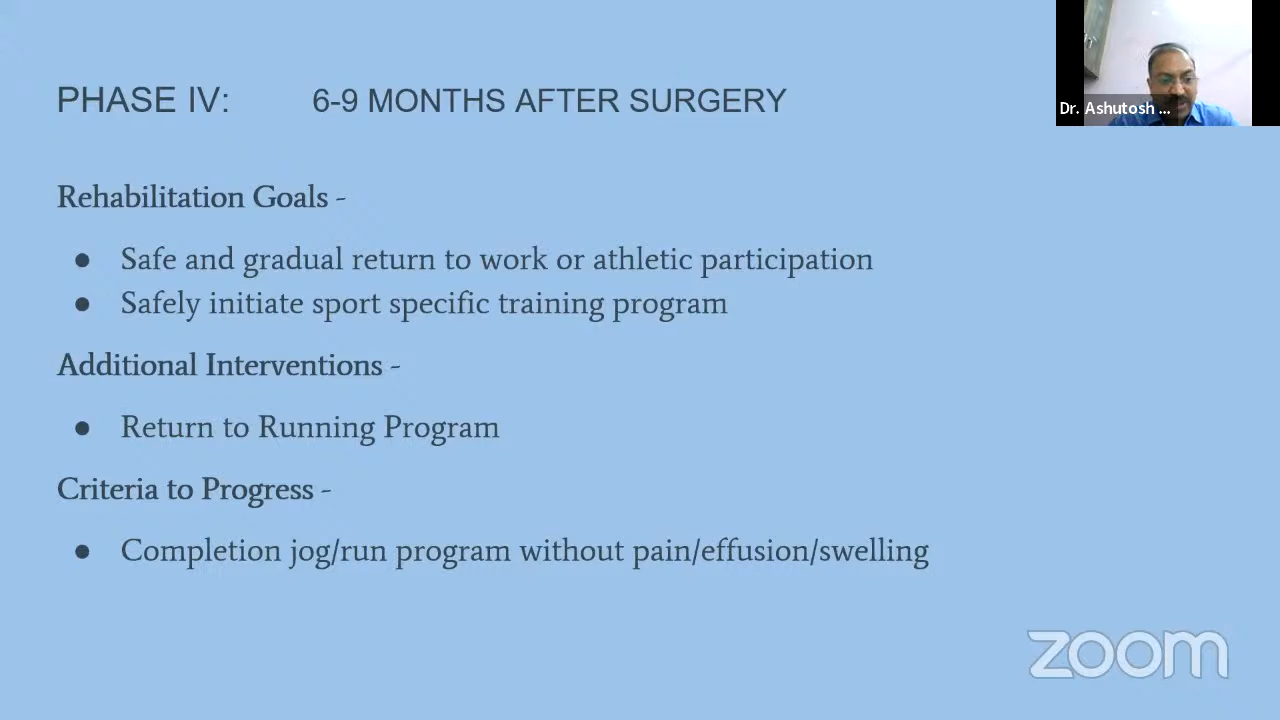 PHASE IV: 6-9 MONTHS AFTER SURGERY
Dr. Ashutosh ...
Rehabilitation Goals -
● Safe and gradual return to work or athletic participation
● Safely initiate sport specific training program
Additional Interventions -
● Return to Running Program
Criteria to Progress -
● Completion jog/run program without pain/effusion/swelling
zoom